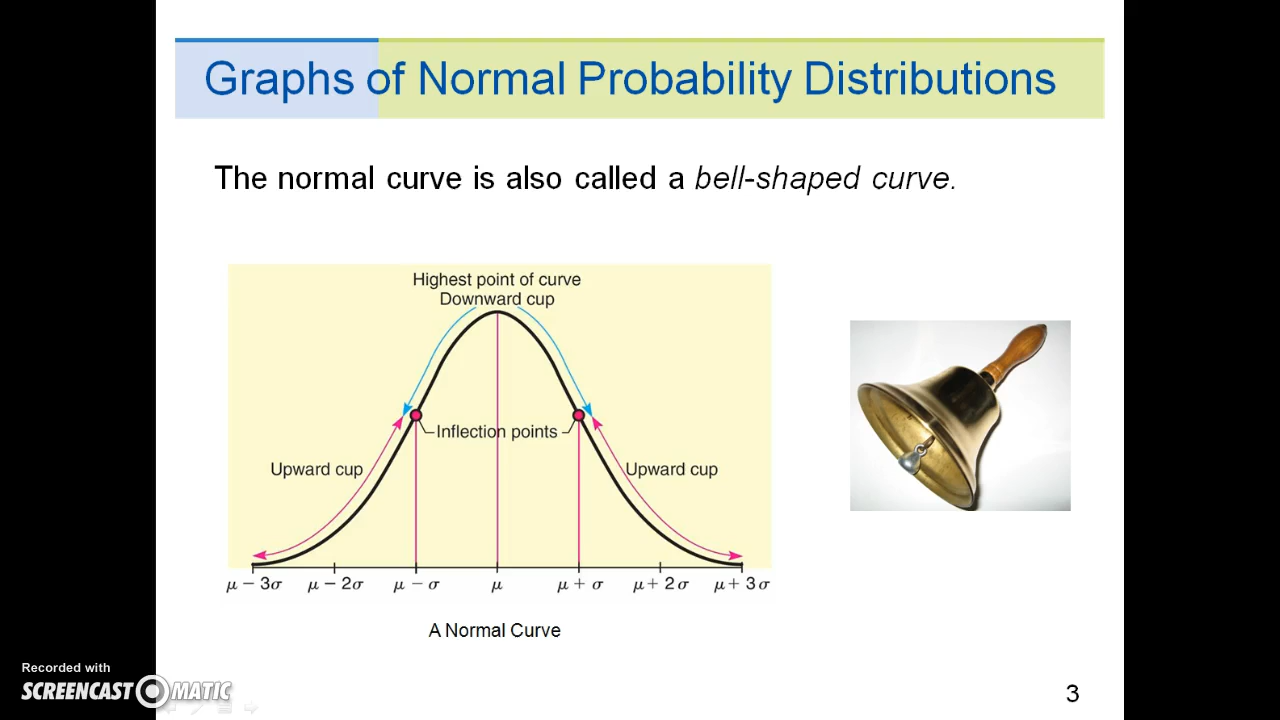 Graphs of Normal Probability Distributions
The normal curve is also called a bell-shaped curve.
Highest point of curve
Downward cup
Inflection points
Upward cup
Upward cup
μ − 3σ μ − 2σ μ − σ μ μ + σ μ + 2σ μ + 3σ
A Normal Curve
Recorded with
SCREENCAST MATIC
3